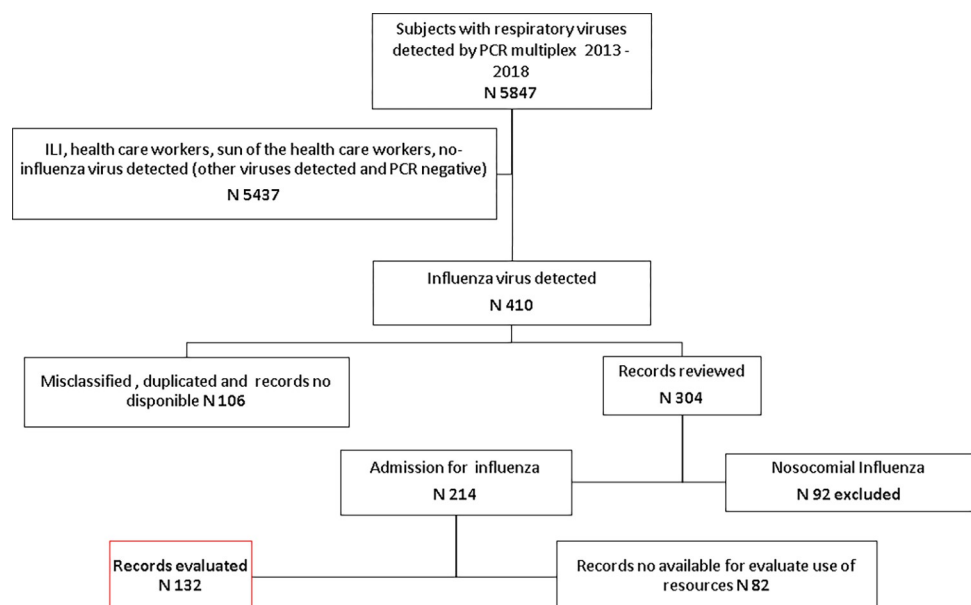 Subjects with respiratory viruses
detected by PCR multiplex 2013 -
2018
N 5847
ILI, health care workers, sun of the health care workers, no-
influenza virus detected (other viruses detected and PCR negative)
N 5437
Influenza virus detected
N 410
Misclassified , duplicated and records no
disponible N 106
Records reviewed
N 304
Admission for influenza
N 214
Nosocomial Influenza
N 92 excluded
Records evaluated
N 132
Records no available for evaluate use of
resources N 82